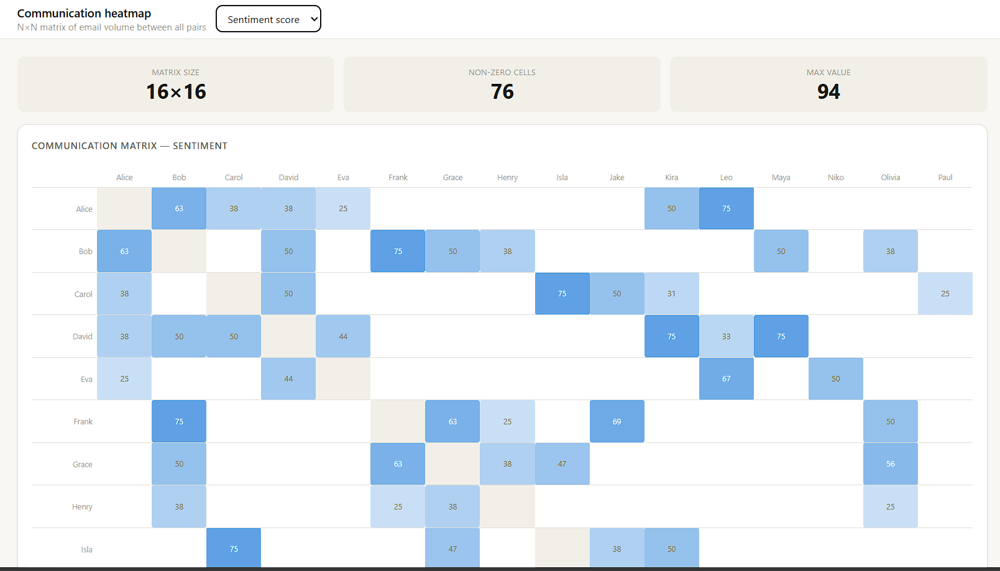 Communication heatmap
N×N matrix of email volume between all pairs
Sentiment score
MATRIX SIZE
16×16
NON-ZERO CELLS
76
MAX VALUE
94
COMMUNICATION MATRIX — SENTIMENT
Alice Bob Carol David Eva Frank Grace Henry Isla Jake Kira Leo Maya Niko Olivia Paul
Alice 63 38 38 25 50 75
Bob 63 50 75 50 38 50 38
Carol 38 50 75 50 31 25
David 38 50 50 44 75 33 75
Eva 25 44 67 50
Frank 75 63 25 69 50
Grace 50 63 38 47 56
Henry 38 25 38 25
Isla 75 47 38 50